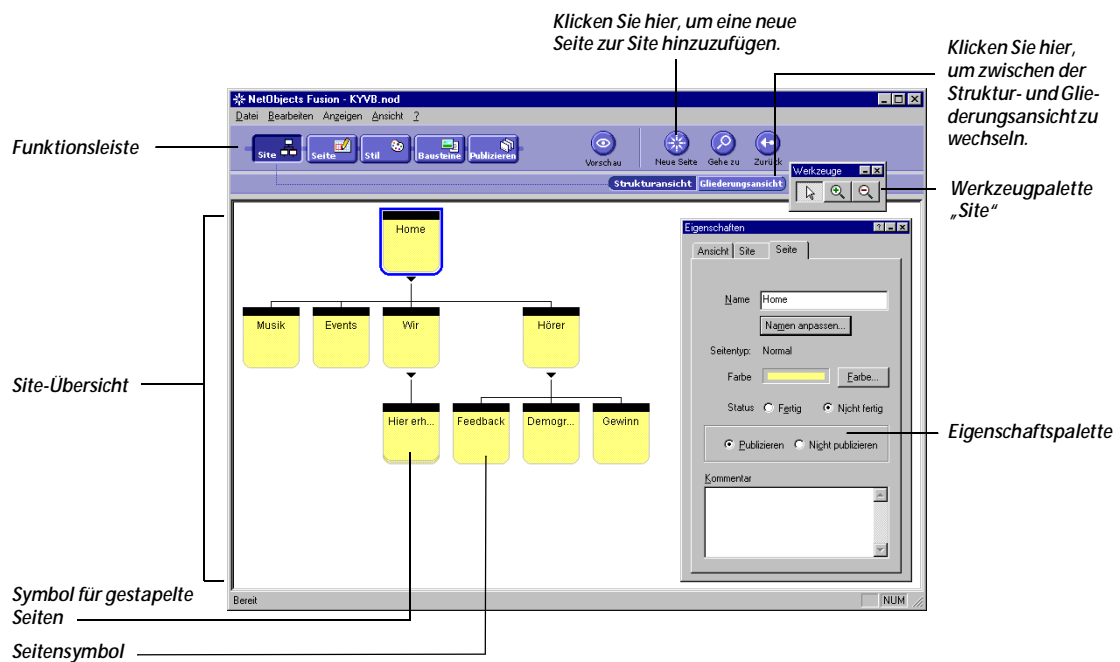 Klicken Sie hier, um eine neue
Seite zur Site hinzuzufügen.
Klicken Sie hier,
um zwischen der
Struktur- und Glie-
derungsansicht zu
wechseln.
NetObjects Fusion - KYVB.nod
Datei Bearbeiten Anzeigen Ansicht ?
Funktionsleiste
Site Seite Stil Bausteine Publizieren
Vorschau Neue Seite Gehe zu Zurück
Strukturansicht Gliederungsansicht
Werkzeuge
Werkzeugpalette
„Site“
Home
Musik Events Wir Hörer
Hier erh... Feedback Demogr... Gewinn
Eigenschaften
Ansicht Site Seite
Name Home
Namen anpassen...
Seitentyp: Normal
Farbe Farbe...
Status Fertig Nicht fertig
Publizieren Nicht publizieren
Kommentar
Site-Übersicht
Eigenschaftspalette
Symbol für gestapelte
Seiten
Bereit NUM
Seitensymbol